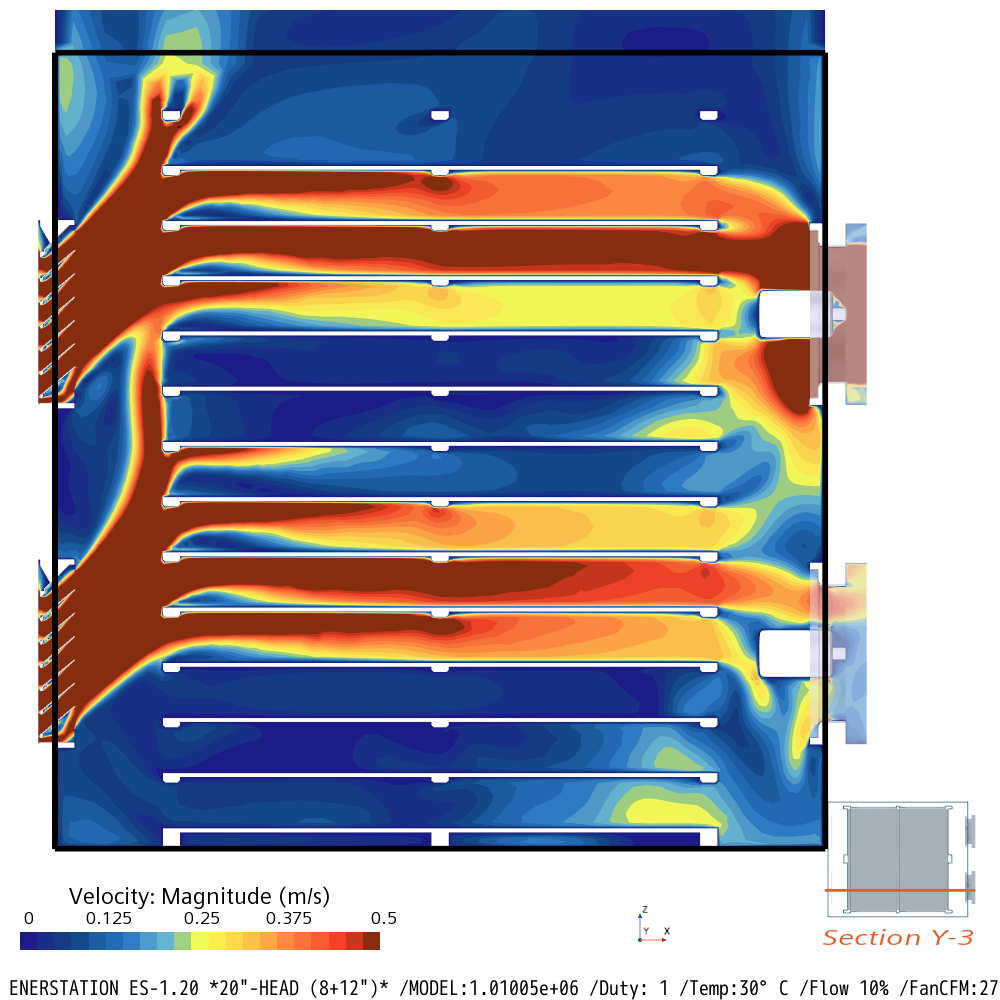 Velocity: Magnitude (m/s)
0 0.125 0.25 0.375 0.5
Z
Y X
Section Y-3
ENERSTATION ES-1.20 *20"-HEAD (8+12")* /MODEL:1.01005e+06 /Duty: 1 /Temp:30° C /Flow 10% /FanCFM:27